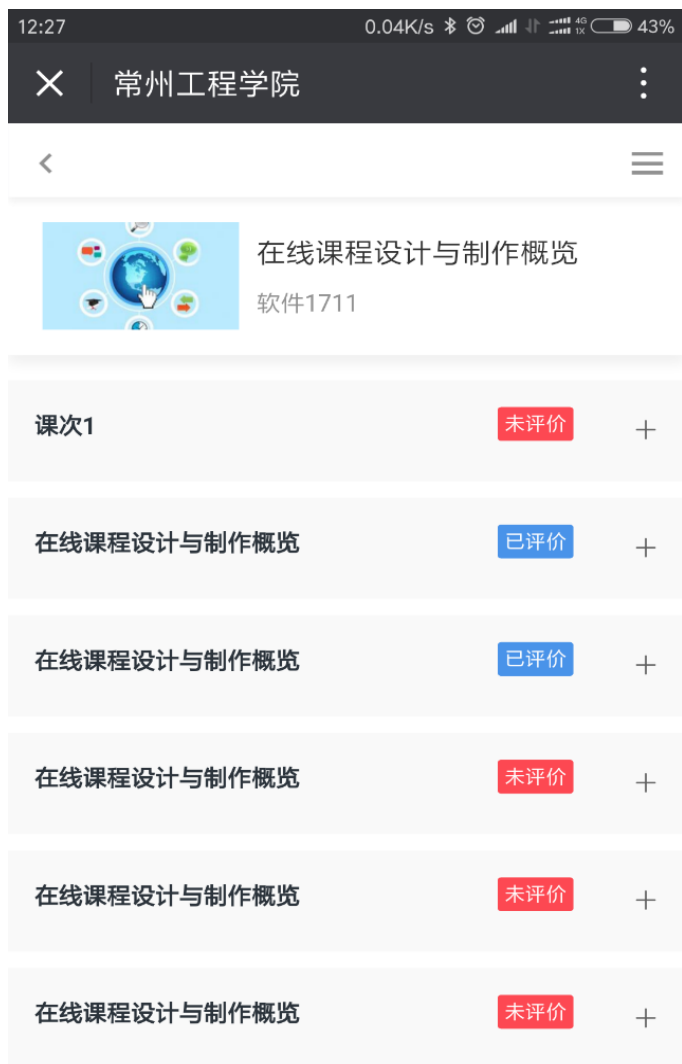 12:27 0.04K/s 4G 1X 43%
常州工程学院
在线课程设计与制作概览
软件1711
课次1 未评价
在线课程设计与制作概览 已评价
在线课程设计与制作概览 已评价
在线课程设计与制作概览 未评价
在线课程设计与制作概览 未评价
在线课程设计与制作概览 未评价